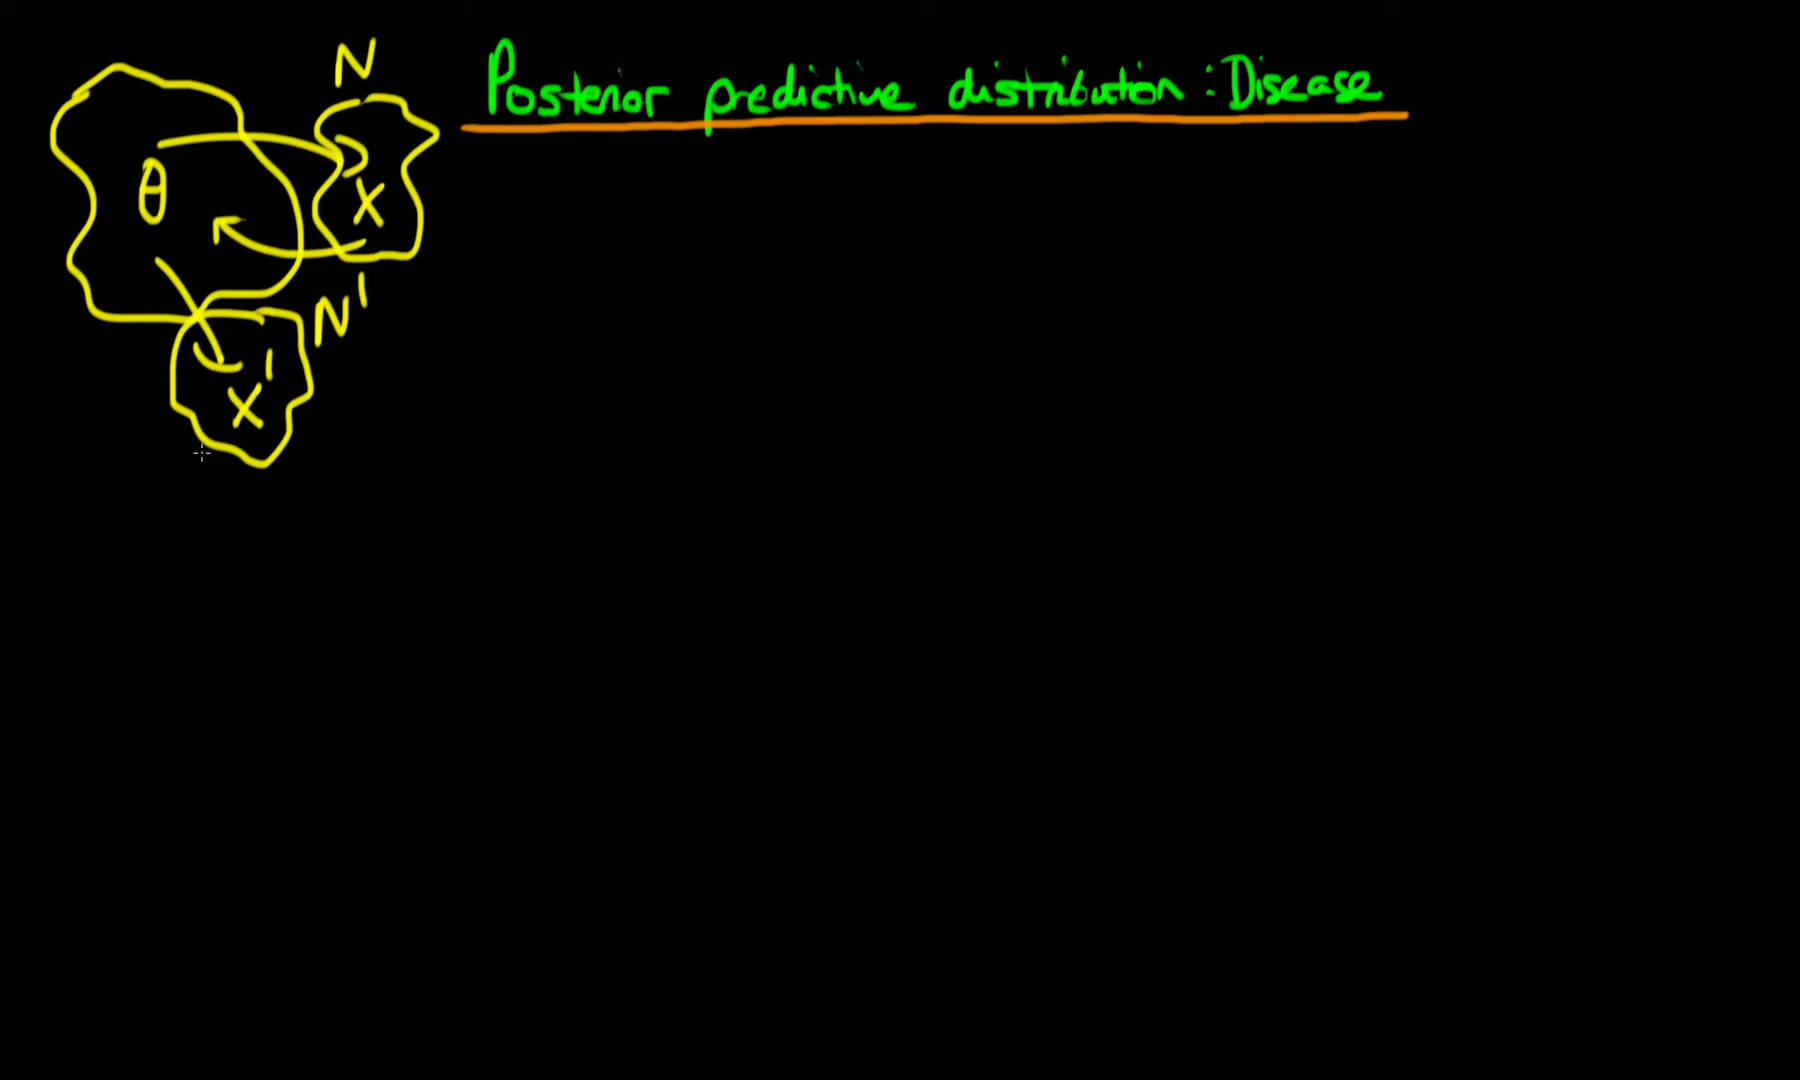 Posterior predictive distribution : Disease
N
θ
X
N'
X'